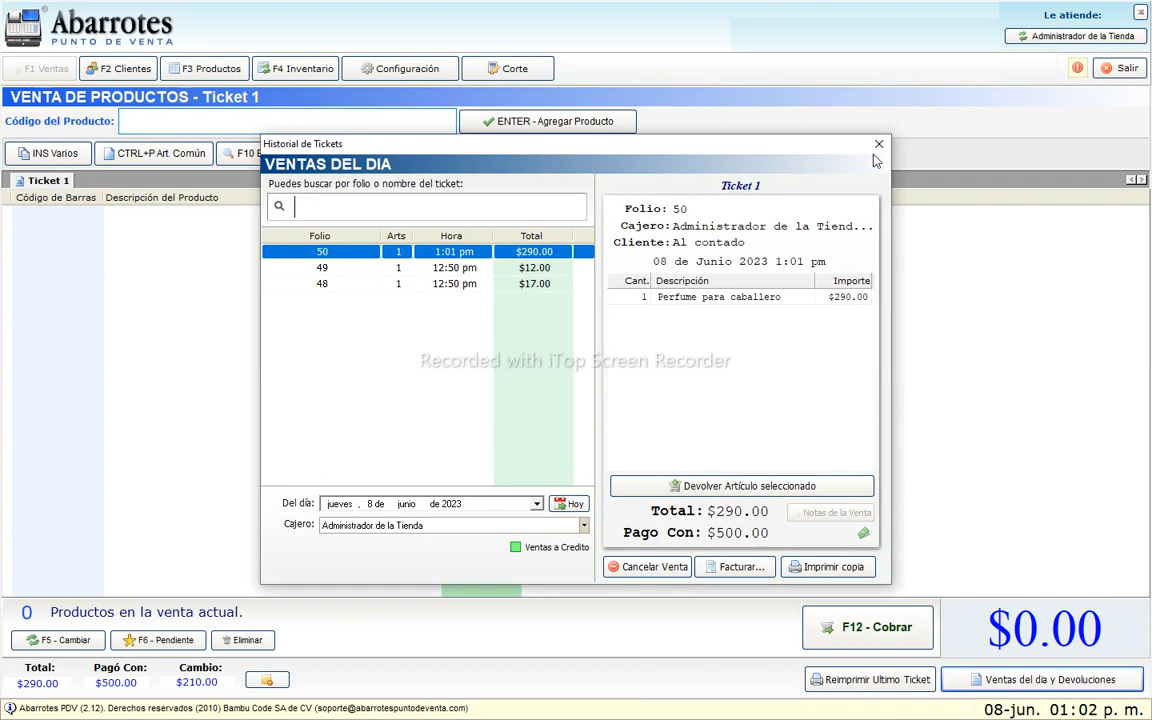 Abarrotes
PUNTO DE VENTA
Le atiende:
Administrador de la Tienda
F1 Ventas
F2 Clientes
F3 Productos
F4 Inventario
Configuración
Corte
Salir
VENTA DE PRODUCTOS - Ticket 1
Código del Producto:
ENTER - Agregar Producto
INS Varios
CTRL+P Art. Común
F10
Ticket 1
Código de Barras
Descripción del Producto
Historial de Tickets
VENTAS DEL DIA
Puedes buscar por folio o nombre del ticket:
Folio Arts Hora Total
50 1 1:01 pm $290.00
49 1 12:50 pm $12.00
48 1 12:50 pm $17.00
Del día: jueves , 8 de junio de 2023
Hoy
Cajero: Administrador de la Tienda
Ventas a Credito
Ticket 1
Folio: 50
Cajero: Administrador de la Tiend...
Cliente: Al contado
08 de Junio 2023 1:01 pm
Cant. Descripción Importe
1 Perfume para caballero $290.00
Devolver Artículo seleccionado
Total: $290.00
Notas de la Venta
Pago Con: $500.00
Cancelar Venta
Facturar...
Imprimir copia
Recorded with iTop Screen Recorder
0 Productos en la venta actual.
F5 - Cambiar
F6 - Pendiente
Eliminar
F12 - Cobrar
$0.00
Total: Pagó Con: Cambio:
$290.00 $500.00 $210.00
Reimprimir Ultimo Ticket
Ventas del dia y Devoluciones
Abarrotes PDV (2.12). Derechos reservados (2010) Bambu Code SA de CV (soporte@abarrotespuntodeventa.com)
08-jun. 01:02 p. m.